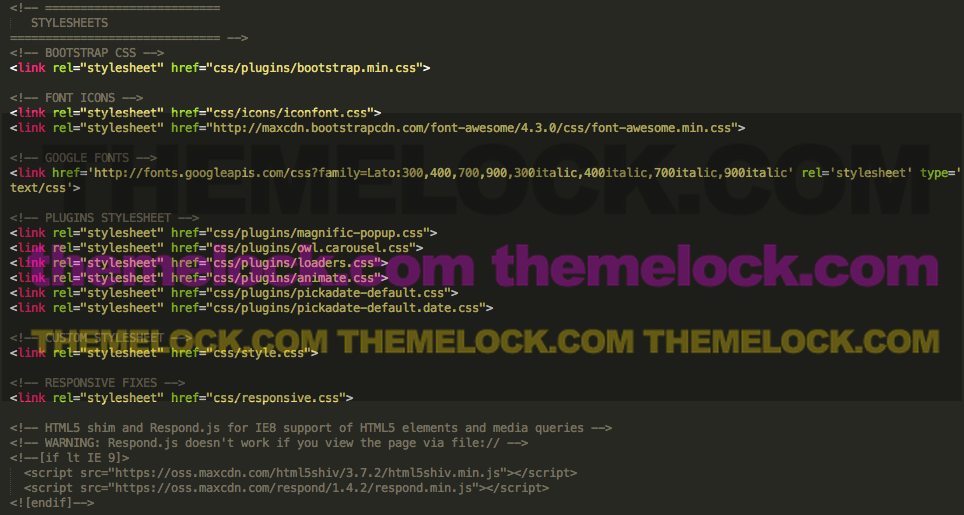 <!-- =========================
   STYLESHEETS
============================== -->
<!-- BOOTSTRAP CSS -->
<link rel="stylesheet" href="css/plugins/bootstrap.min.css">
<!-- FONT ICONS -->
<link rel="stylesheet" href="css/icons/iconfont.css">
<link rel="stylesheet" href="http://maxcdn.bootstrapcdn.com/font-awesome/4.3.0/css/font-awesome.min.css">
<!-- GOOGLE FONTS -->
THEMELOCK.COM
<link href='http://fonts.googleapis.com/css?family=Lato:300,400,700,900,300italic,400italic,700italic,900italic' rel='stylesheet' type='
text/css'>
<!-- PLUGINS STYLESHEET -->
<link rel="stylesheet" href="css/plugins/magnific-popup.css">
<link rel="stylesheet" href="css/plugins/owl.carousel.css">
<link rel="stylesheet" href="css/plugins/loaders.css">
themelock.com themelock.com
<link rel="stylesheet" href="css/plugins/animate.css">
<link rel="stylesheet" href="css/plugins/pickadate-default.css">
<link rel="stylesheet" href="css/plugins/pickadate-default.date.css">
<!-- CUSTOM STYLESHEET -->
THEMELOCK.COM THEMELOCK.COM THEMELOCK.COM
<link rel="stylesheet" href="css/style.css">
<!-- RESPONSIVE FIXES -->
<link rel="stylesheet" href="css/responsive.css">
<!-- HTML5 shim and Respond.js for IE8 support of HTML5 elements and media queries -->
<!-- WARNING: Respond.js doesn't work if you view the page via file:// -->
<!--[if lt IE 9]>
  <script src="https://oss.maxcdn.com/html5shiv/3.7.2/html5shiv.min.js"></script>
  <script src="https://oss.maxcdn.com/respond/1.4.2/respond.min.js"></script>
<![endif]-->